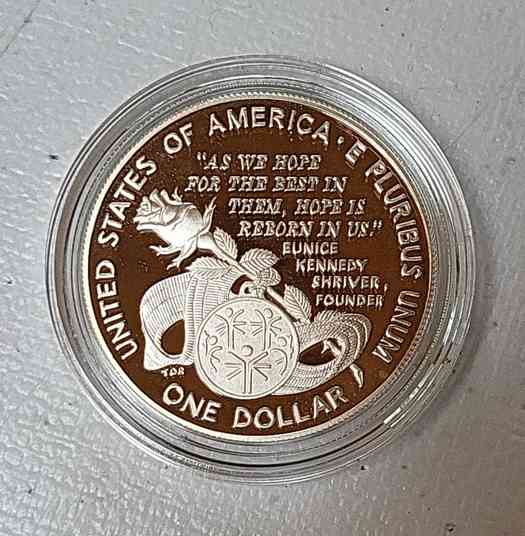 UNITED STATES OF AMERICA · E PLURIBUS UNUM
"AS WE HOPE
FOR THE BEST IN
THEM, HOPE IS
REBORN IN US."
EUNICE
KENNEDY
SHRIVER,
FOUNDER
TDR
ONE DOLLAR